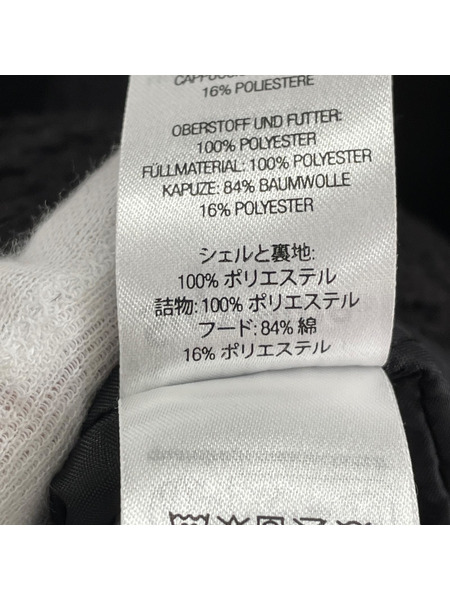 16% POLIESTERE
OBERSTOFF UND FUTTER:
100% POLYESTER
FÜLLMATERIAL: 100% POLYESTER
KAPUZE: 84% BAUMWOLLE
16% POLYESTER
シェルと裏地:
100% ポリエステル
詰物: 100% ポリエステル
フード: 84% 綿
16% ポリエステル